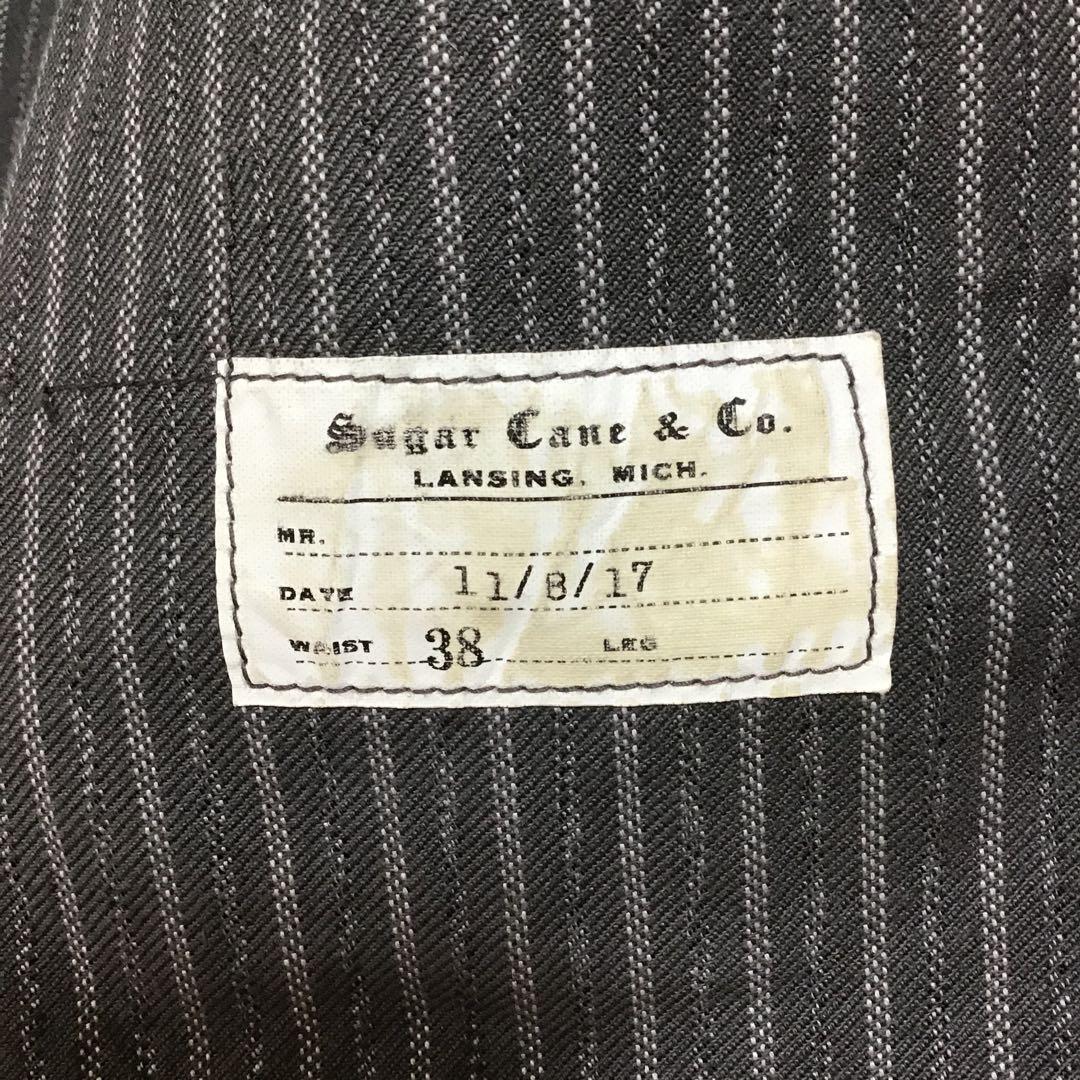 Sugar Cane & Co.
LANSING, MICH.
MR.
DATE 11/8/17
WAIST 38 LEG